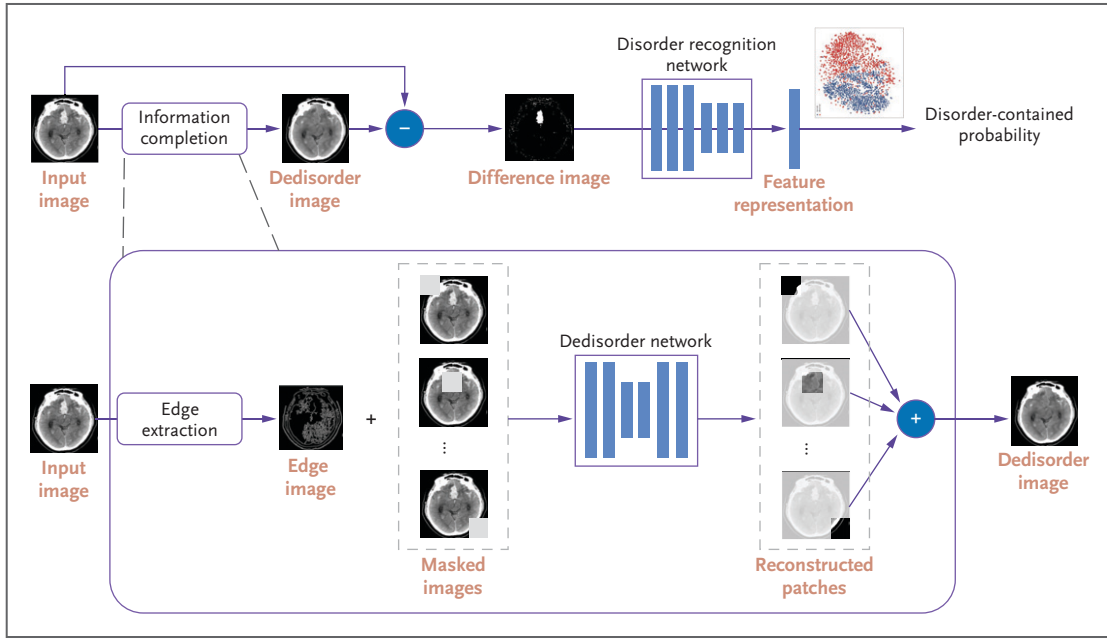 Disorder recognition
network
Information
completion
−
Disorder-contained
probability
Input
image
Dedisorder
image
Difference image
Feature
representation
Dedisorder network
Input
image
Edge
extraction
Edge
image
+
...
Masked
images
...
Reconstructed
patches
+
Dedisorder
image